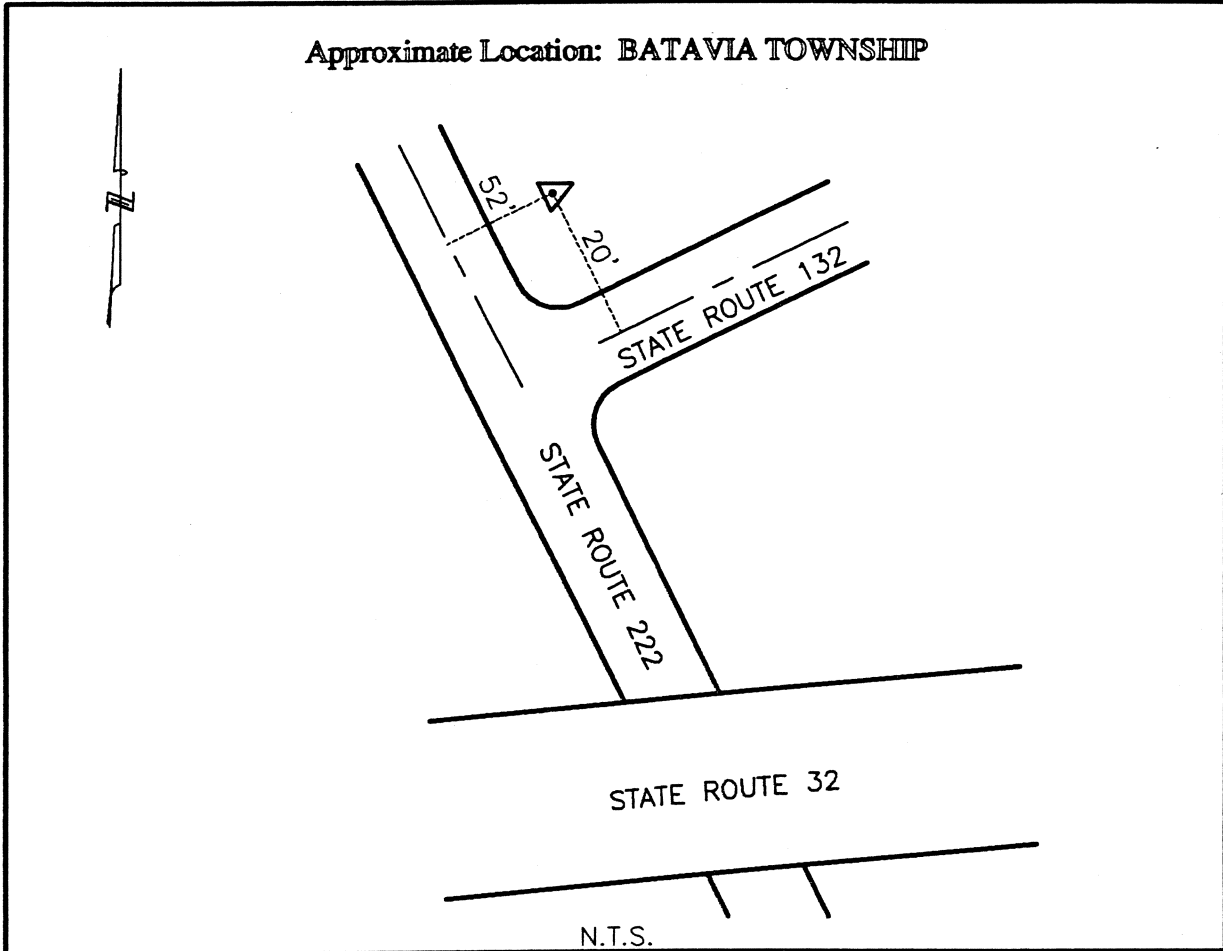 Approximate Location: BATAVIA TOWNSHIP
N
52'
20'
STATE ROUTE 132
STATE ROUTE 222
STATE ROUTE 32
N.T.S.